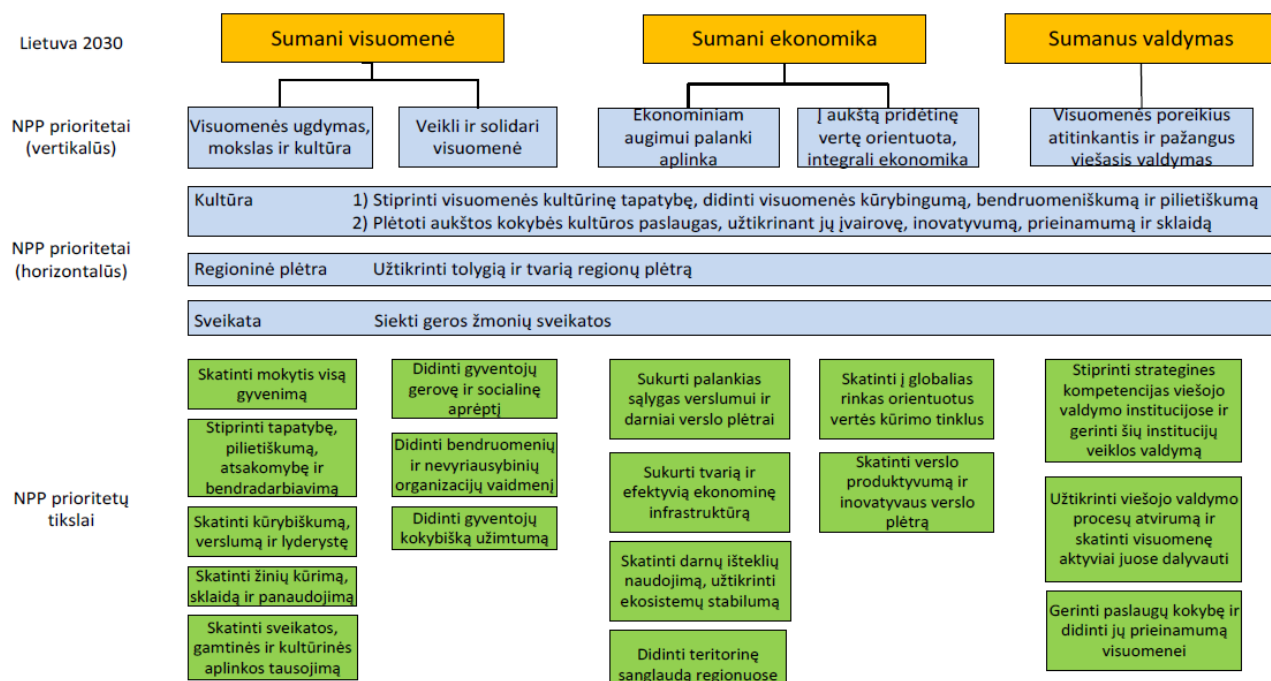 Lietuva 2030
Sumani visuomenė
Sumani ekonomika
Sumanus valdymas
NPP prioritetai
(vertikalūs)
Visuomenės ugdymas,
mokslas ir kultūra
Veikli ir solidari
visuomenė
Ekonominiam
augimui palanki
aplinka
Į aukštą pridėtinę
vertę orientuota,
integrali ekonomika
Visuomenės poreikius
atitinkantis ir pažangus
viešasis valdymas
NPP prioritetai
(horizontalūs)
Kultūra 1) Stiprinti visuomenės kultūrinę tapatybę, didinti visuomenės kūrybingumą, bendruomeniškumą ir pilietiškumą
2) Plėtoti aukštos kokybės kultūros paslaugas, užtikrinant jų įvairovę, inovatyvumą, prieinamumą ir sklaidą
Regioninė plėtra Užtikrinti tolygią ir tvarią regionų plėtrą
Sveikata Siekti geros žmonių sveikatos
NPP prioritetų
tikslai
Skatinti mokytis visą
gyvenimą
Stiprinti tapatybę,
pilietiškumą,
atsakomybę ir
bendradarbiavimą
Skatinti kūrybiškumą,
verslumą ir lyderystę
Skatinti žinių kūrimą,
sklaidą ir panaudojimą
Skatinti sveikatos,
gamtinės ir kultūrinės
aplinkos tausojimą
Didinti gyventojų
gerovę ir socialinę
aprėptį
Didinti bendruomenių
ir nevyriausybinių
organizacijų vaidmenį
Didinti gyventojų
kokybišką užimtumą
Sukurti palankias
sąlygas verslumui ir
darniai verslo plėtrai
Sukurti tvarią ir
efektyvią ekonominę
infrastruktūrą
Skatinti darnų išteklių
naudojimą, užtikrinti
ekosistemų stabilumą
Didinti teritorinę
sanglaudą regionuose
Skatinti į globalias
rinkas orientuotus
vertės kūrimo tinklus
Skatinti verslo
produktyvumą ir
inovatyvaus verslo
plėtrą
Stiprinti strategines
kompetencijas viešojo
valdymo institucijose ir
gerinti šių institucijų
veiklos valdymą
Užtikrinti viešojo valdymo
procesų atvirumą ir
skatinti visuomenę
aktyviai juose dalyvauti
Gerinti paslaugų kokybę ir
didinti jų prieinamumą
visuomenei